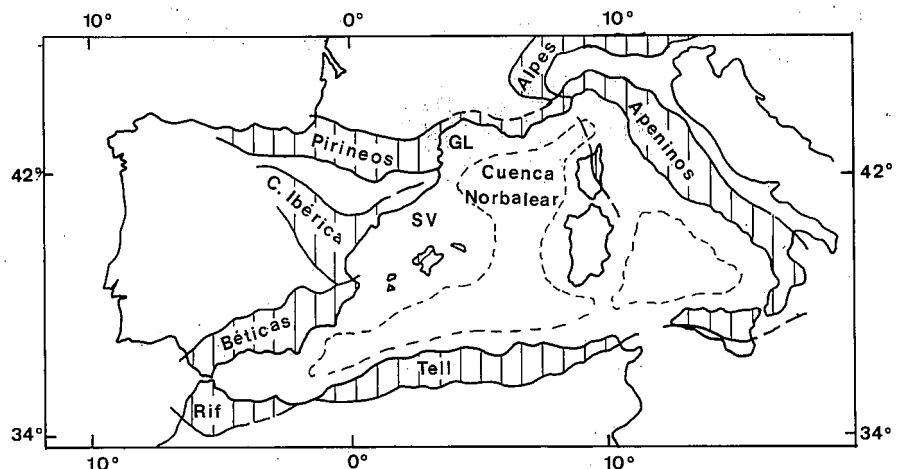 10° 0° 10°
Alpes
Apeninos
Pirineos
GL
42° 42°
Cuenca
Norbalear
C. Ibérica
SV
Béticas
Tell
Rif
34° 34°
10° 0° 10°